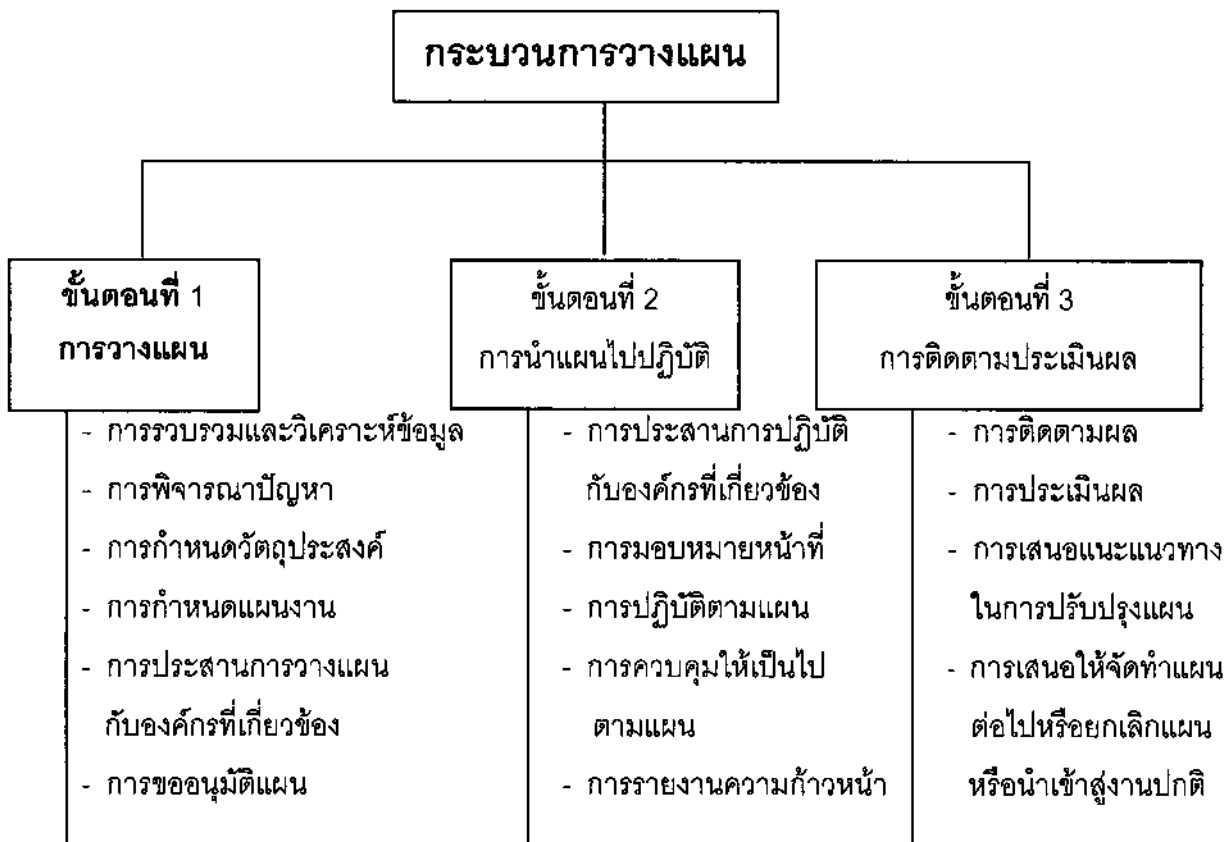 กระบวนการวางแผน
ขั้นตอนที่ 1
การวางแผน
- การรวบรวมและวิเคราะห์ข้อมูล
- การพิจารณาปัญหา
- การกำหนดวัตถุประสงค์
- การกำหนดแผนงาน
- การประสานการวางแผน
กับองค์กรที่เกี่ยวข้อง
- การขออนุมัติแผน
ขั้นตอนที่ 2
การนำแผนไปปฏิบัติ
- การประสานการปฏิบัติ
กับองค์กรที่เกี่ยวข้อง
- การมอบหมายหน้าที่
- การปฏิบัติตามแผน
- การควบคุมให้เป็นไป
ตามแผน
- การรายงานความก้าวหน้า
ขั้นตอนที่ 3
การติดตามประเมินผล
- การติดตามผล
- การประเมินผล
- การเสนอแนะแนวทาง
ในการปรับปรุงแผน
- การเสนอให้จัดทำแผน
ต่อไปหรือยกเลิกแผน
หรือนำเข้าสู่งานปกติ